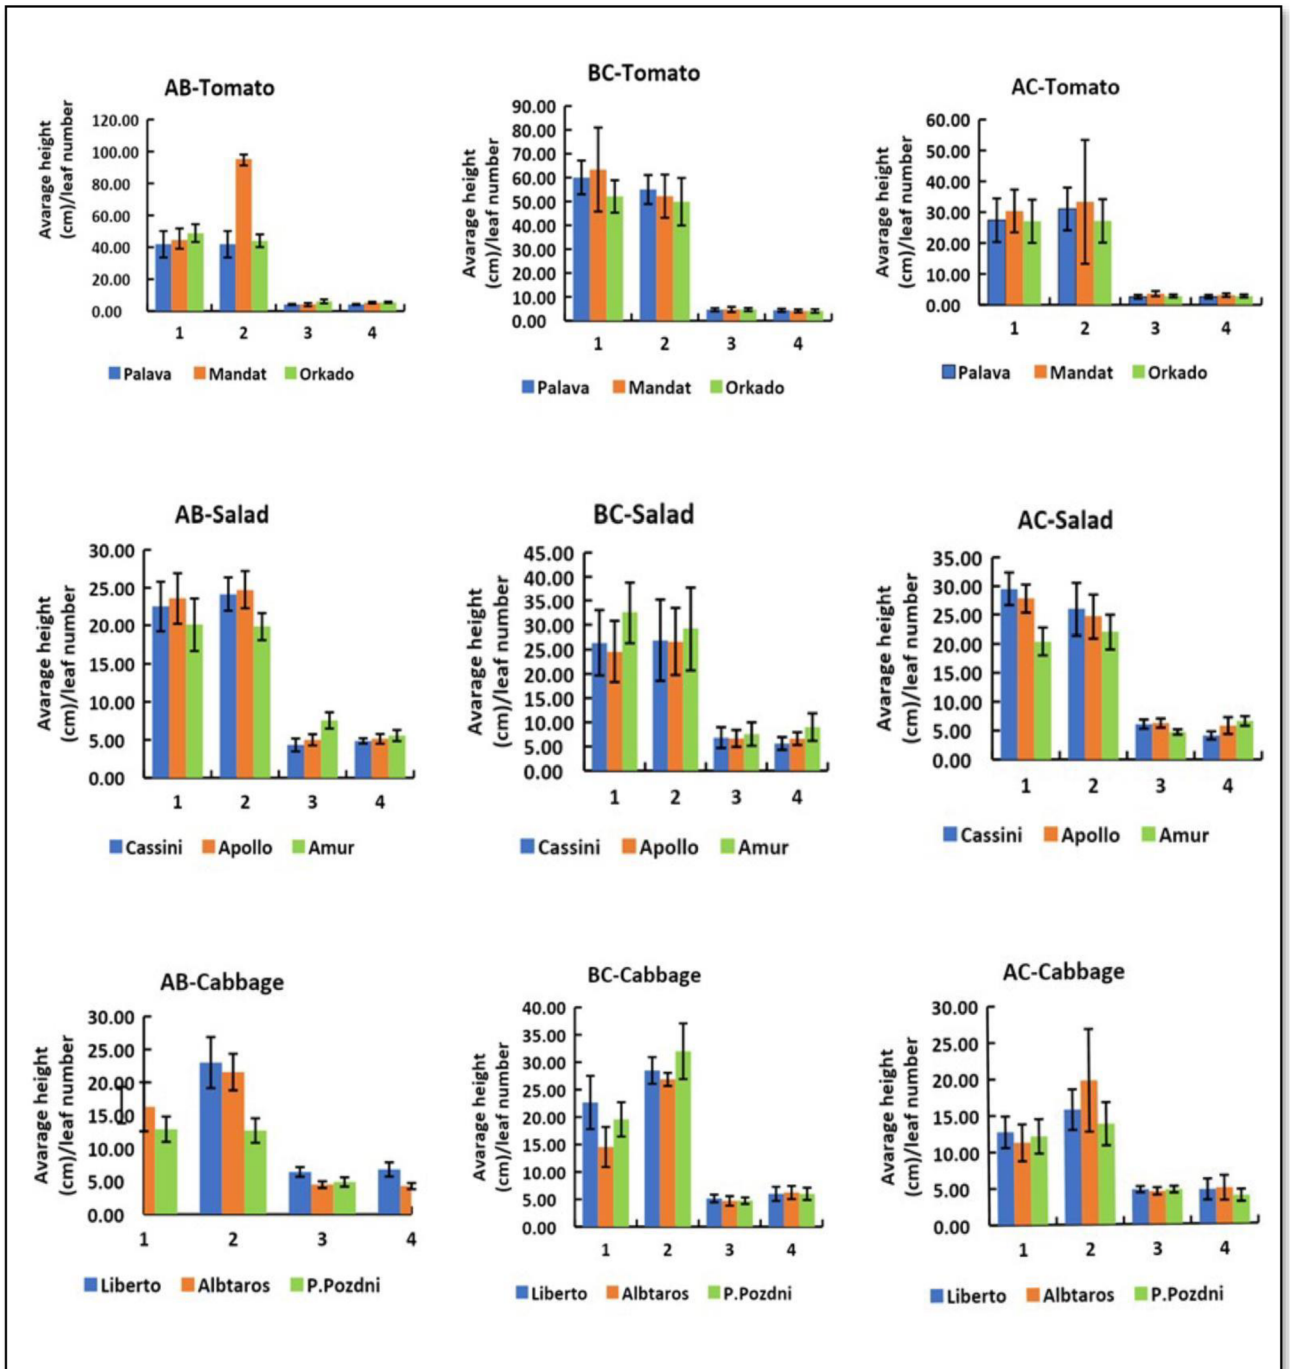 AB-Tomato
Avarage height
(cm)/leaf number
120.00
100.00
80.00
60.00
40.00
20.00
0.00
1 2 3 4
Palava Mandat Orkado
BC-Tomato
Avarage height
(cm)/leaf number
90.00
80.00
70.00
60.00
50.00
40.00
30.00
20.00
10.00
0.00
1 2 3 4
Palava Mandat Orkado
AC-Tomato
Avarage height
(cm)/leaf number
60.00
50.00
40.00
30.00
20.00
10.00
0.00
1 2 3 4
Palava Mandat Orkado
AB-Salad
Avarage height
(cm)/leaf number
30.00
25.00
20.00
15.00
10.00
5.00
0.00
1 2 3 4
Cassini Apollo Amur
BC-Salad
Avarage height
(cm)/leaf number
45.00
40.00
35.00
30.00
25.00
20.00
15.00
10.00
5.00
0.00
1 2 3 4
Cassini Apollo Amur
AC-Salad
Avarage height
(cm)/leaf number
35.00
30.00
25.00
20.00
15.00
10.00
5.00
0.00
1 2 3 4
Cassini Apollo Amur
AB-Cabbage
Avarage height
(cm)/leaf number
30.00
25.00
20.00
15.00
10.00
5.00
0.00
1 2 3 4
Liberto Albtaros P.Pozdni
BC-Cabbage
Avarage height
(cm)/leaf number
40.00
35.00
30.00
25.00
20.00
15.00
10.00
5.00
0.00
1 2 3 4
Liberto Albtaros P.Pozdni
AC-Cabbage
Avarage height
(cm)/leaf number
30.00
25.00
20.00
15.00
10.00
5.00
0.00
1 2 3 4
Liberto Albtaros P.Pozdni